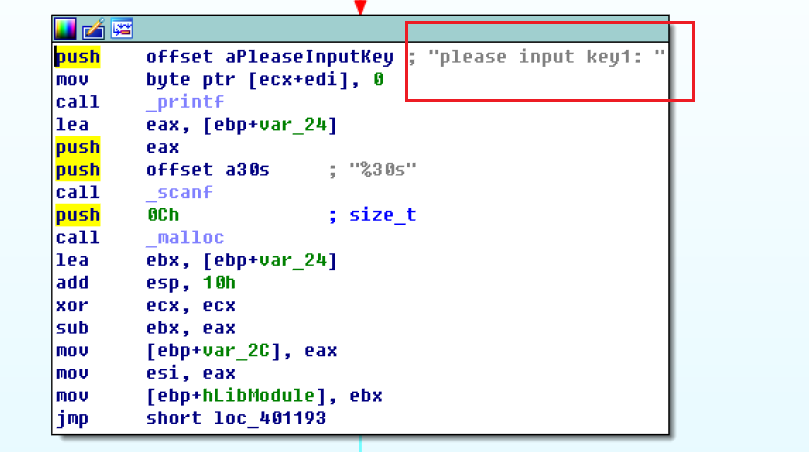 push offset aPleaseInputKey ; "please input key1: "
mov byte ptr [ecx+edi], 0
call _printf
lea eax, [ebp+var_24]
push eax
push offset a30s ; "%30s"
call _scanf
push 0Ch ; size_t
call _malloc
lea ebx, [ebp+var_24]
add esp, 10h
xor ecx, ecx
sub ebx, eax
mov [ebp+var_2C], eax
mov esi, eax
mov [ebp+hLibModule], ebx
jmp short loc_401193